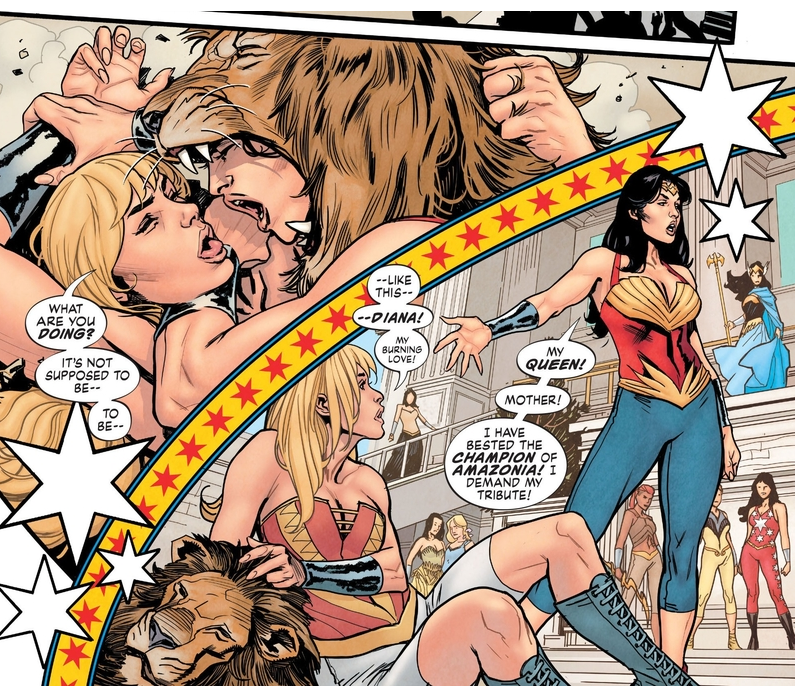 WHAT
ARE YOU
DOING?
IT'S NOT
SUPPOSED TO
BE--
TO
BE--
--LIKE
THIS--
--DIANA!
MY
BURNING
LOVE!
MY
QUEEN!
MOTHER!
I HAVE
BESTED THE
CHAMPION OF
AMAZONIA! I
DEMAND MY
TRIBUTE!